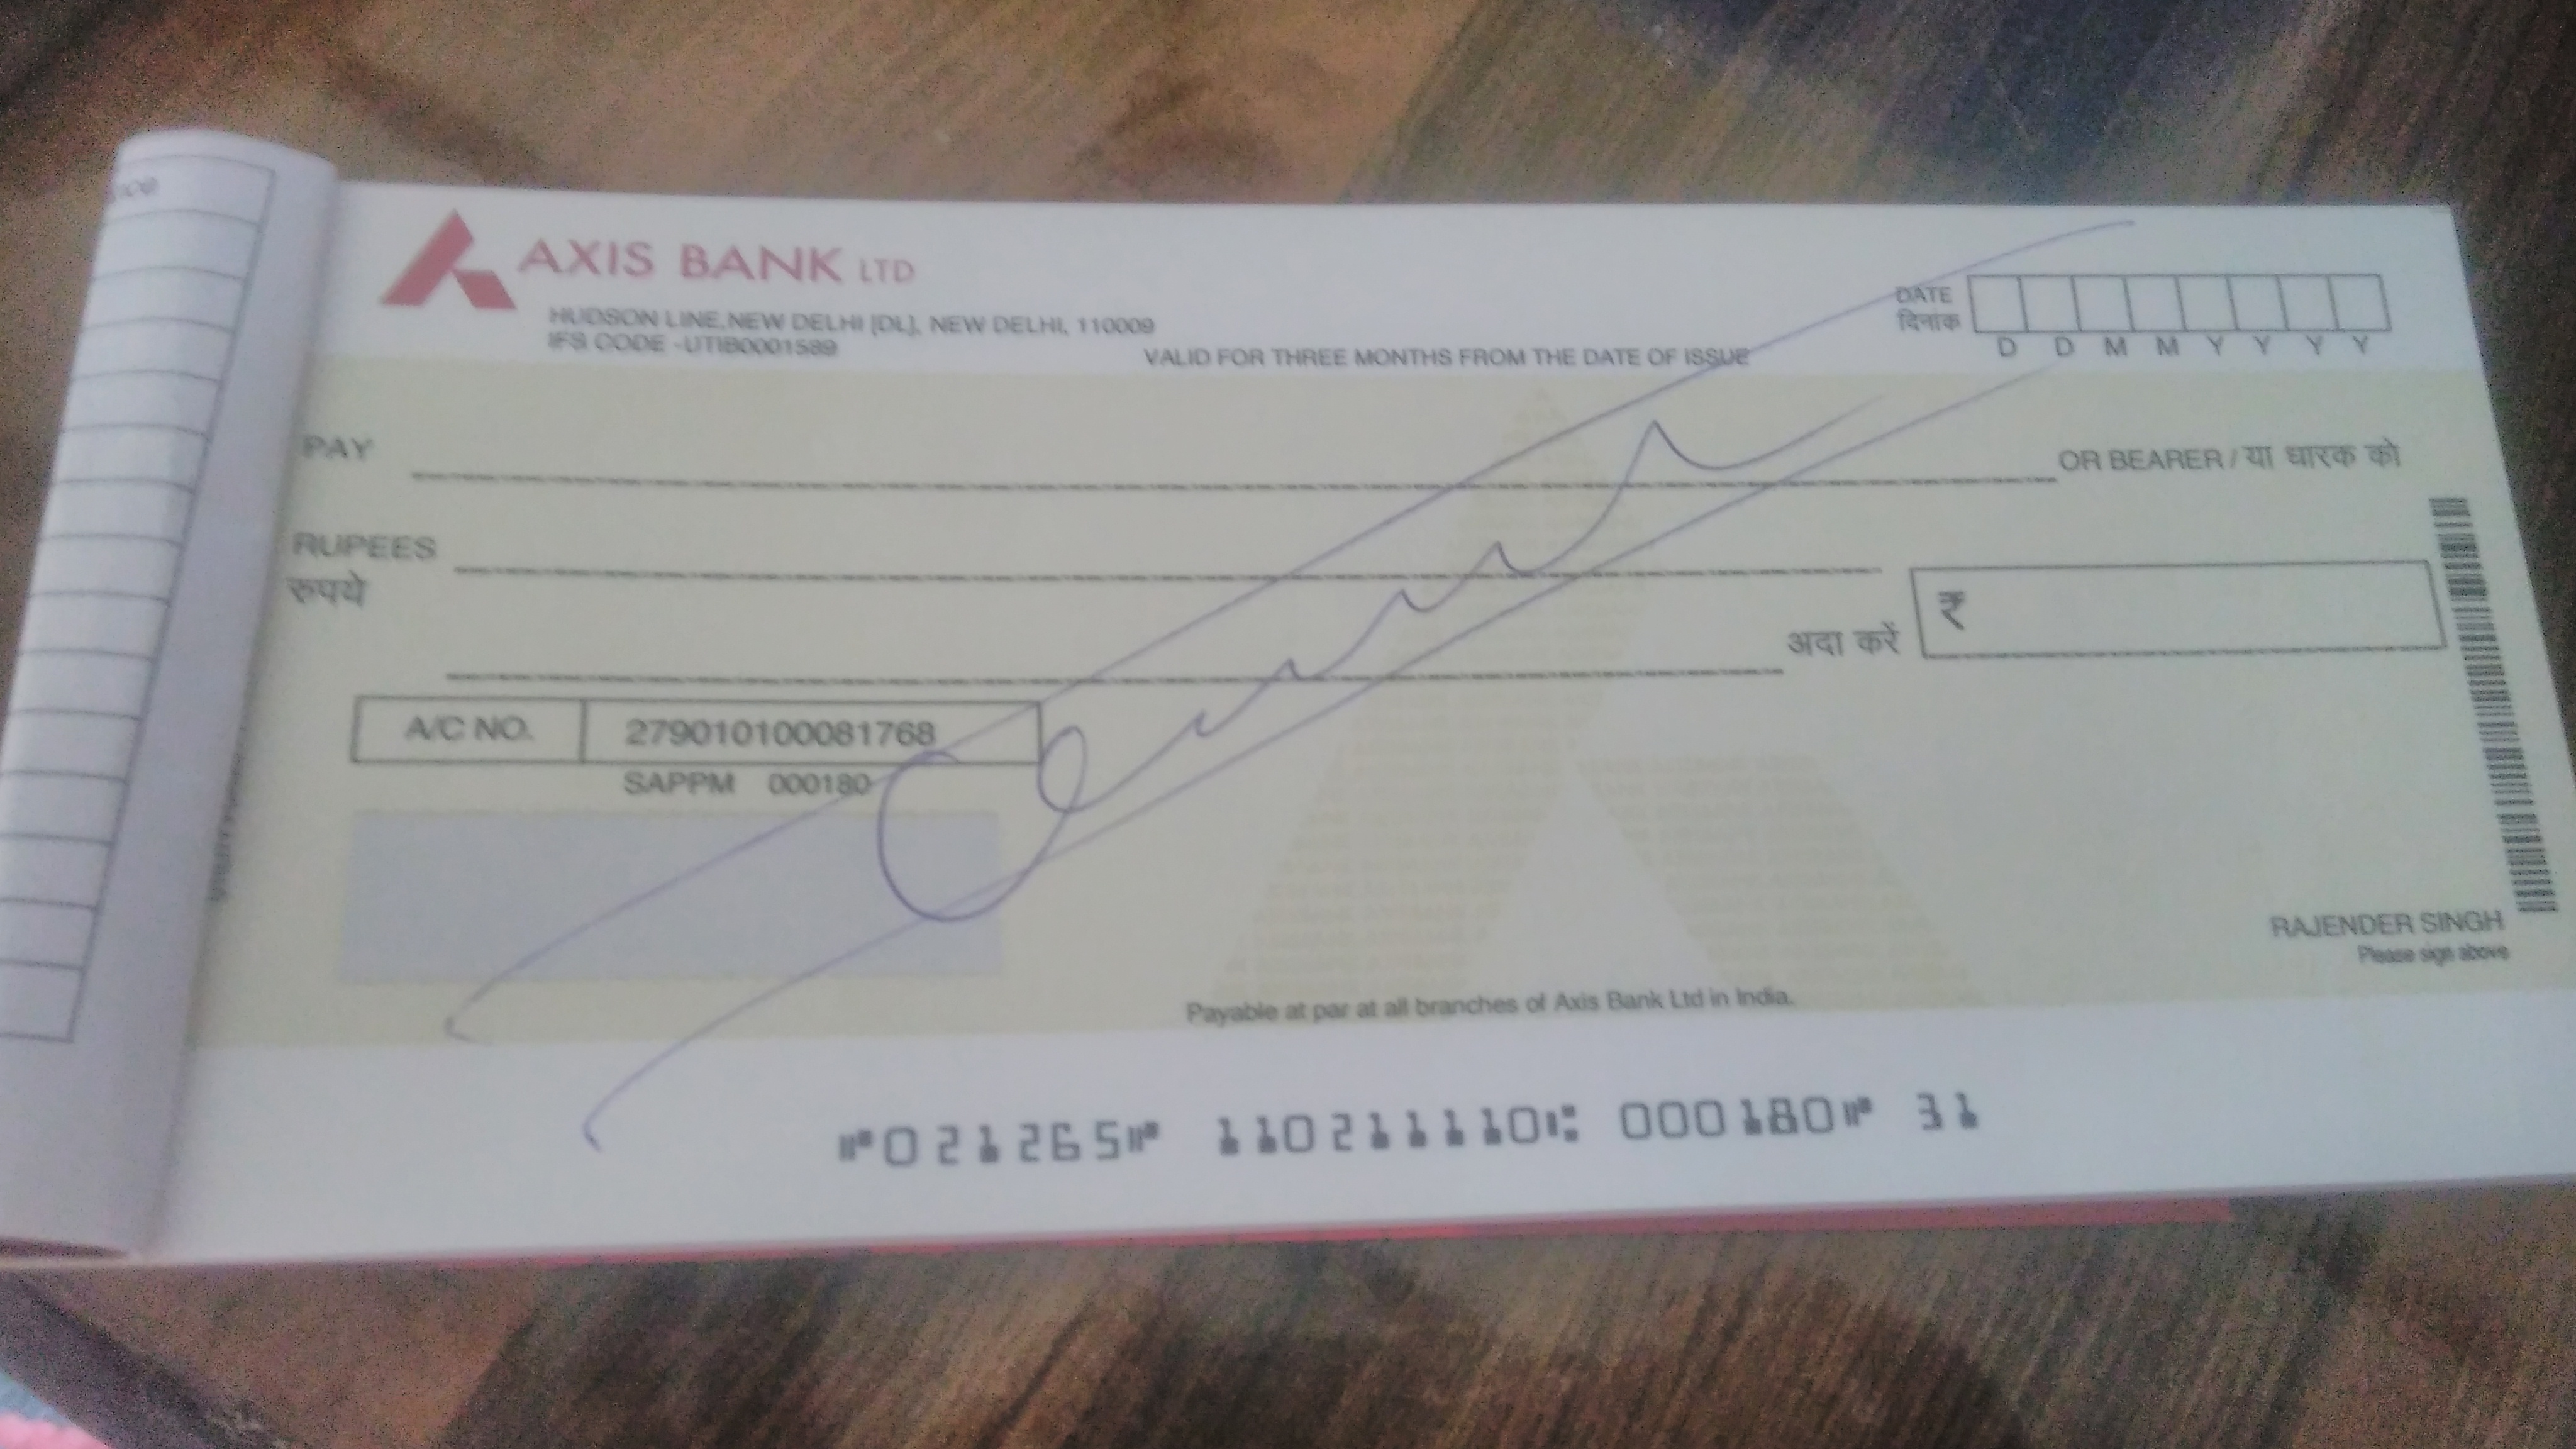 AXIS BANK LTD
HUDSON LINE,NEW DELHI [DL], NEW DELHI, 110009
IFS CODE -UTIB0001589
VALID FOR THREE MONTHS FROM THE DATE OF ISSUE
DATE
दिनांक
D D M M Y Y Y Y
PAY
OR BEARER / या धारक को
RUPEES
रुपये
अदा करें
₹
A/C NO. 279010100081768
SAPPM 000180
RAJENDER SINGH
Please sign above
Payable at par at all branches of Axis Bank Ltd in India.
⑈021265⑈ 110211110⑆ 000180⑈ 31